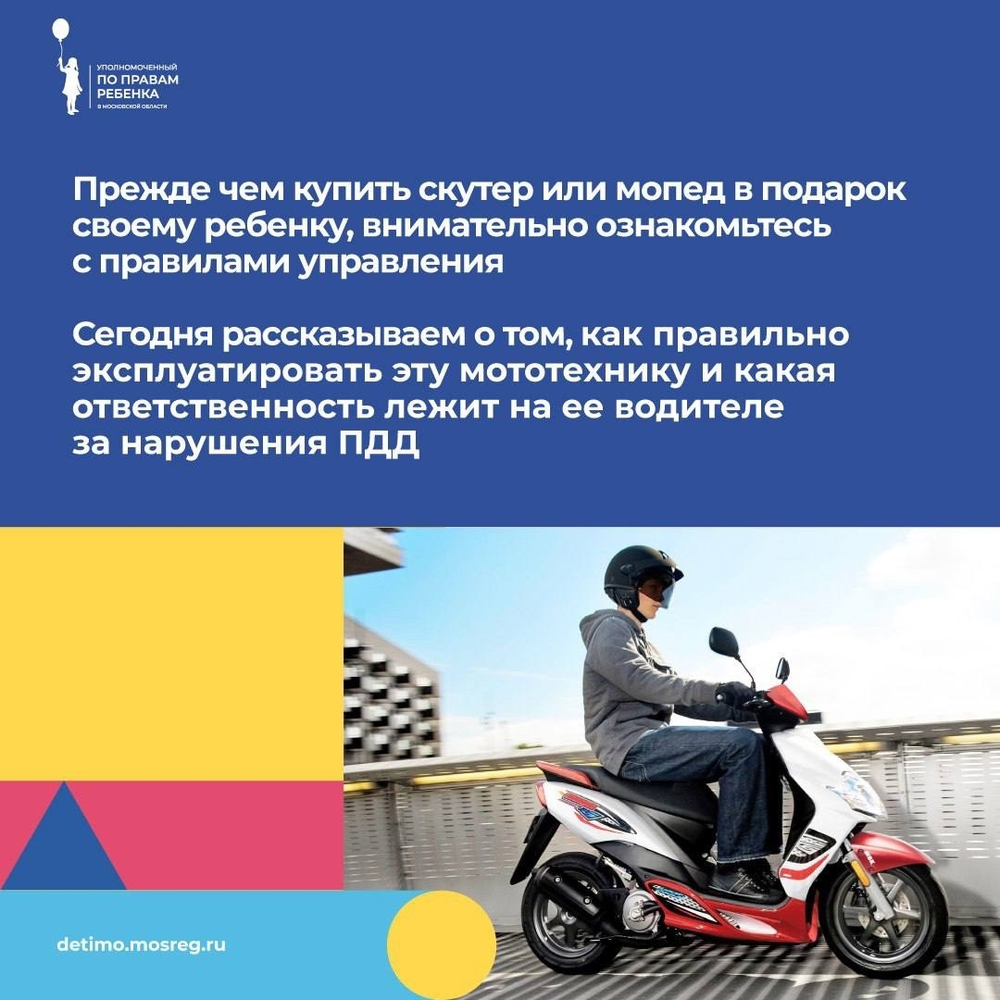 УПОЛНОМОЧЕННЫЙ
ПО ПРАВАМ
РЕБЕНКА
В МОСКОВСКОЙ ОБЛАСТИ
Прежде чем купить скутер или мопед в подарок
своему ребенку, внимательно ознакомьтесь
с правилами управления
Сегодня рассказываем о том, как правильно
эксплуатировать эту мототехнику и какая
ответственность лежит на ее водителе
за нарушения ПДД
detimo.mosreg.ru